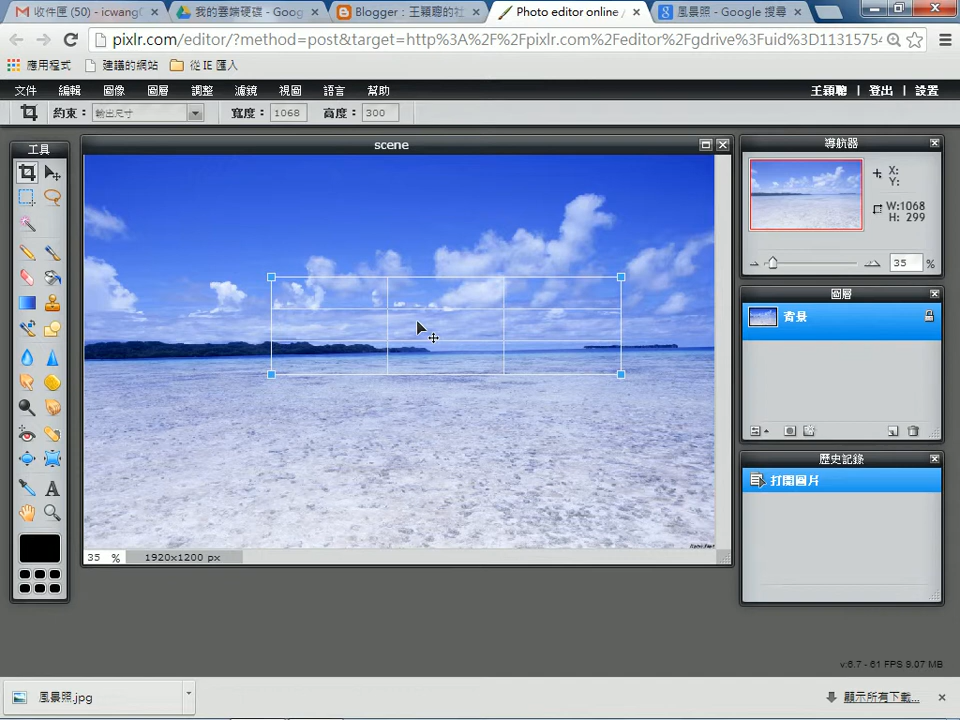 收件匣 (50) - icwang
我的雲端硬碟 - Goog
Blogger：王穎聰的社
Photo editor online /
風景照 - Google 搜尋
pixlr.com/editor/?method=post&target=http%3A%2F%2Fpixlr.com%2Feditor%2Fgdrive%3Fuid%3D11315754
應用程式 建議的網站 從 IE 匯入
文件 編輯 圖像 圖層 調整 濾鏡 視圖 語言 幫助 王穎聰 | 登出 | 設置
約束： 輸出尺寸 寬度： 1068 高度： 300
工具
scene
導航器
X:
Y:
W:1068
H: 299
35 %
圖層
背景
歷史記錄
打開圖片
35 % 1920x1200 px
v:6.7 - 61 FPS 9.07 MB
風景照.jpg
顯示所有下載...